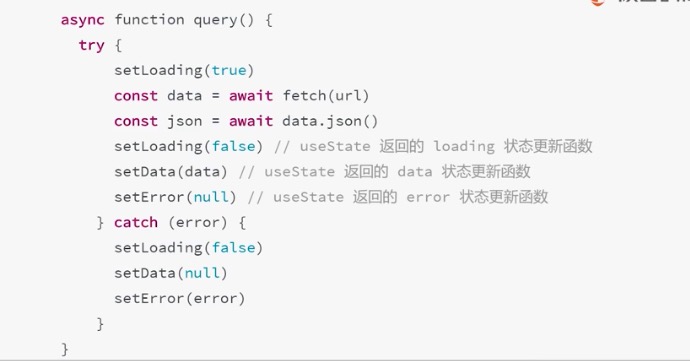 async function query() {
try {
setLoading(true)
const data = await fetch(url)
const json = await data.json()
setLoading(false) // useState 返回的 loading 状态更新函数
setData(data) // useState 返回的 data 状态更新函数
setError(null) // useState 返回的 error 状态更新函数
} catch (error) {
setLoading(false)
setData(null)
setError(error)
}
}